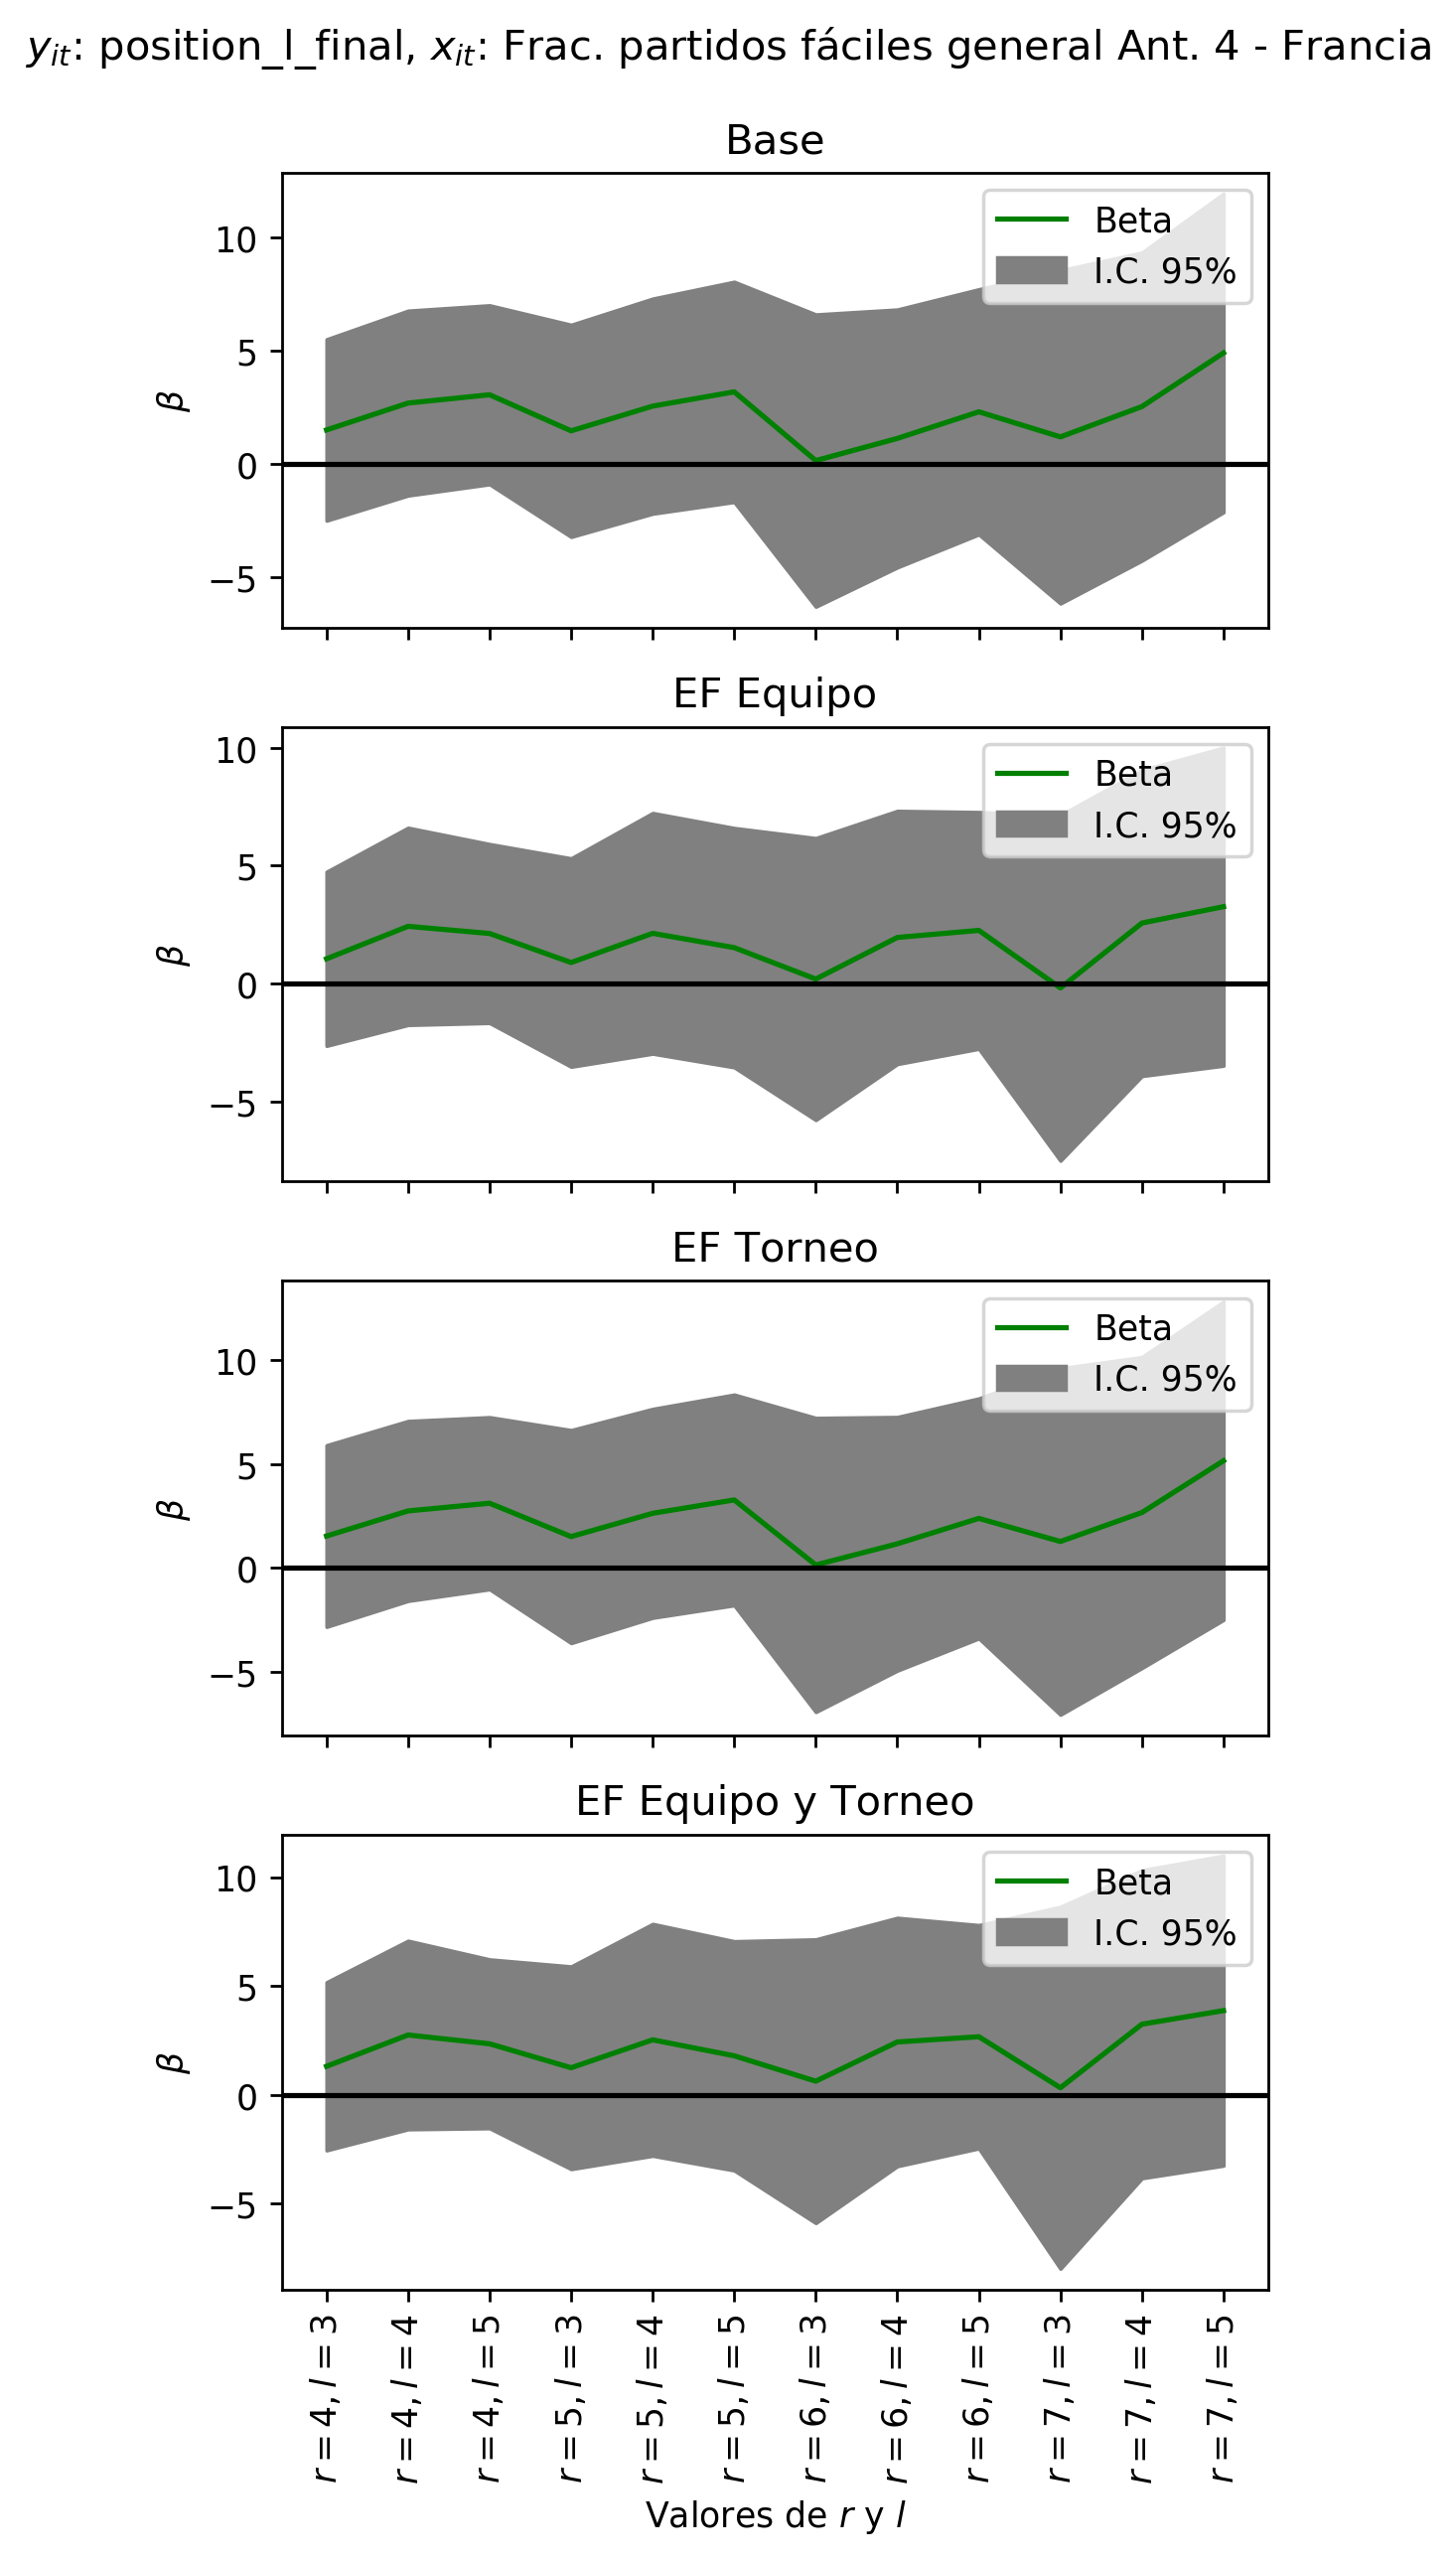 y_it: position_l_final, x_it: Frac. partidos fáciles general Ant. 4 - Francia
Base
Beta
I.C. 95%
10
5
0
−5
β
EF Equipo
Beta
I.C. 95%
10
5
0
−5
β
EF Torneo
Beta
I.C. 95%
10
5
0
−5
β
EF Equipo y Torneo
Beta
I.C. 95%
10
5
0
−5
β
r = 4, l = 3
r = 4, l = 4
r = 4, l = 5
r = 5, l = 3
r = 5, l = 4
r = 5, l = 5
r = 6, l = 3
r = 6, l = 4
r = 6, l = 5
r = 7, l = 3
r = 7, l = 4
r = 7, l = 5
Valores de r y l